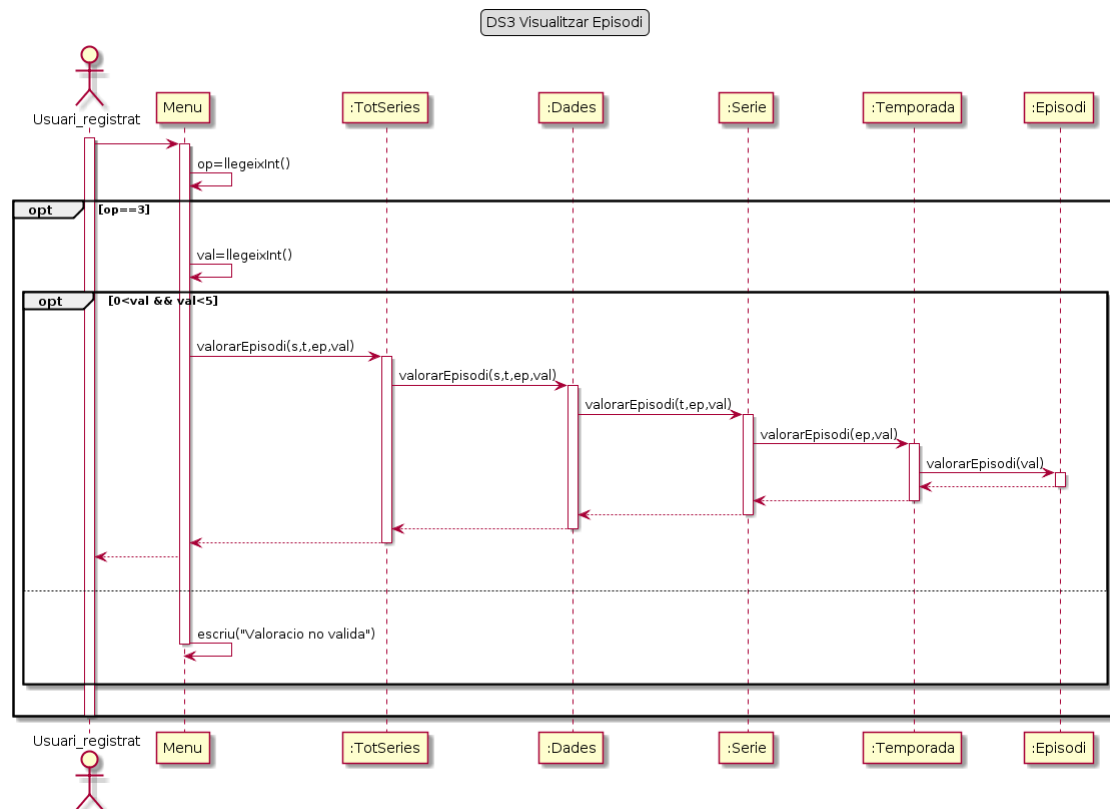 DS3 Visualitzar Episodi
Usuari_registrat
Menu
:TotSeries
:Dades
:Serie
:Temporada
:Episodi
op=llegeixInt()
opt
[op==3]
val=llegeixInt()
opt
[0<val && val<5]
valorarEpisodi(s,t,ep,val)
valorarEpisodi(s,t,ep,val)
valorarEpisodi(t,ep,val)
valorarEpisodi(ep,val)
valorarEpisodi(val)
escriu("Valoracio no valida")
Usuari_registrat
Menu
:TotSeries
:Dades
:Serie
:Temporada
:Episodi